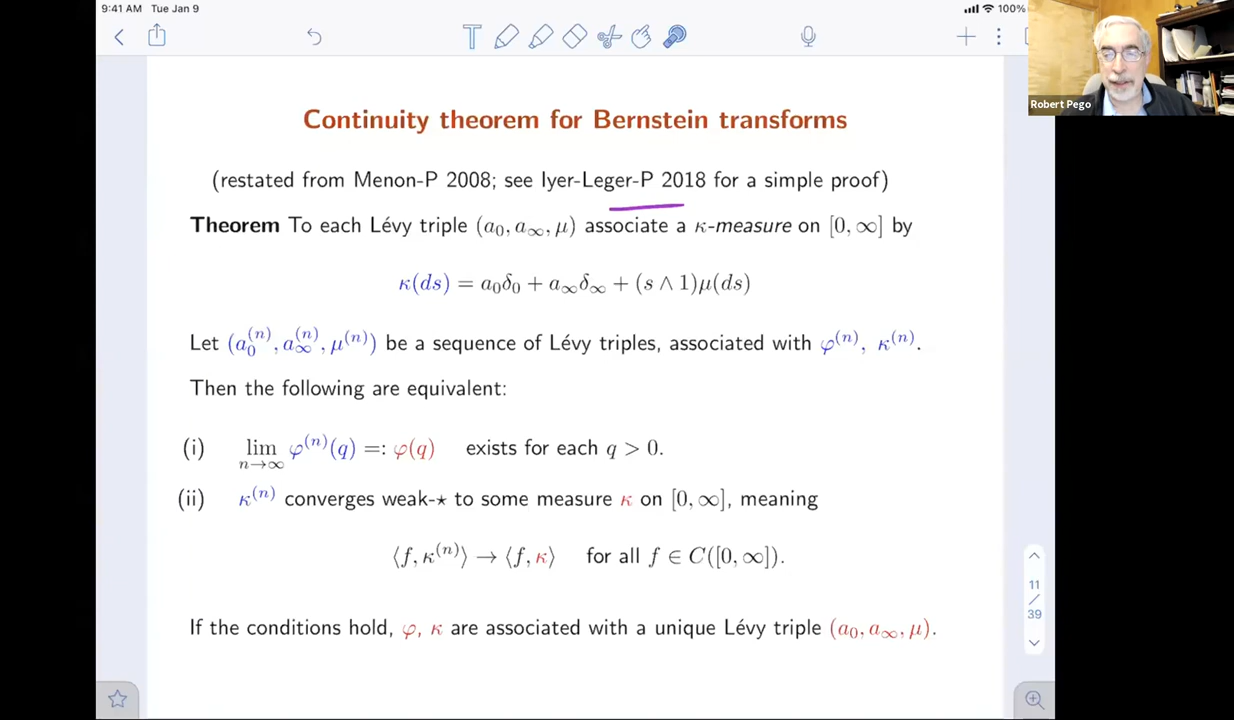 9:41 AM Tue Jan 9
100%
Robert Pego
Continuity theorem for Bernstein transforms
(restated from Menon-P 2008; see Iyer-Leger-P 2018 for a simple proof)
Theorem To each Lévy triple (a₀, a∞, μ) associate a κ-measure on [0, ∞] by
κ(ds) = a₀δ₀ + a∞δ∞ + (s ∧ 1)μ(ds)
Let (a₀⁽ⁿ⁾, a∞⁽ⁿ⁾, μ⁽ⁿ⁾) be a sequence of Lévy triples, associated with φ⁽ⁿ⁾, κ⁽ⁿ⁾.
Then the following are equivalent:
(i) lim n→∞ φ⁽ⁿ⁾(q) =: φ(q) exists for each q > 0.
(ii) κ⁽ⁿ⁾ converges weak-⋆ to some measure κ on [0, ∞], meaning
⟨f, κ⁽ⁿ⁾⟩ → ⟨f, κ⟩ for all f ∈ C([0, ∞]).
If the conditions hold, φ, κ are associated with a unique Lévy triple (a₀, a∞, μ).
11
/
39